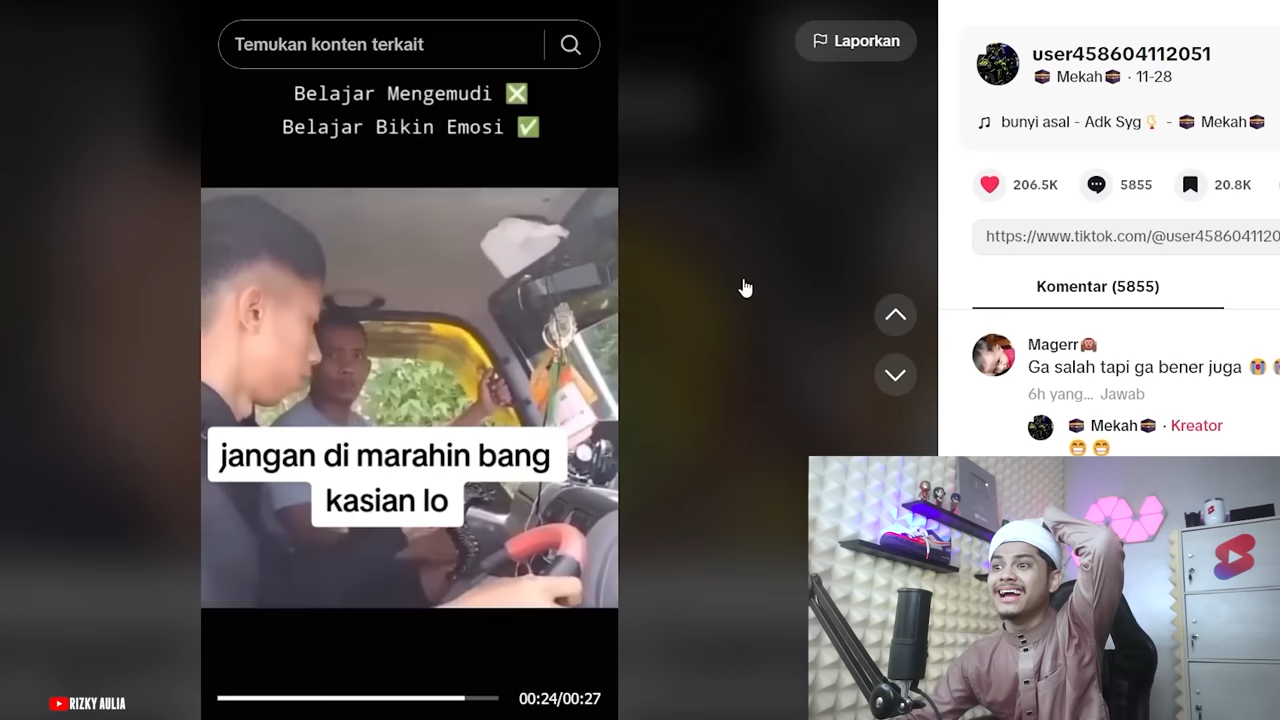 Temukan konten terkait
Laporkan
Belajar Mengemudi
Belajar Bikin Emosi
jangan di marahin bang
kasian lo
00:24/00:27
RIZKY AULIA
user458604112051
Mekah · 11-28
bunyi asal - Adk Syg - Mekah
206.5K
5855
20.8K
https://www.tiktok.com/@user4586041120
Komentar (5855)
Magerr
Ga salah tapi ga bener juga
6h yang... Jawab
Mekah · Kreator